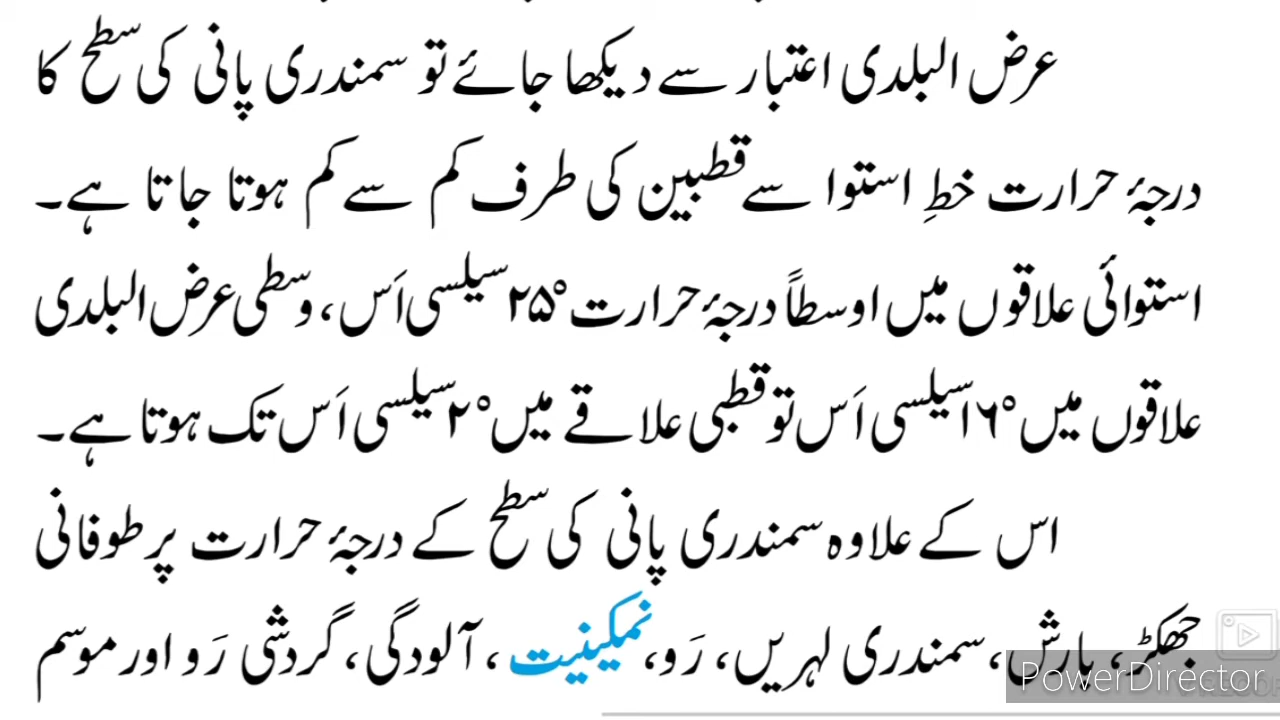 عرض البلدی اعتبار سے دیکھا جائے تو سمندری پانی کی سطح کا
درجۂ حرارت خطِ استوا سے قطبین کی طرف کم سے کم ہوتا جاتا ہے۔
استوائی علاقوں میں اوسطاً درجۂ حرارت °۲۵ سیلسی اَس، وسطی عرض البلدی
علاقوں میں °۱۶ سیلسی اَس تو قطبی علاقے میں °۲ سیلسی اَس تک ہوتا ہے۔
اس کے علاوہ سمندری پانی کی سطح کے درجۂ حرارت پر طوفانی
جھکڑ، بارش، سمندری لہریں، رَو، نمکینیت، آلودگی، گردشی رَو اور موسم
PowerDirector